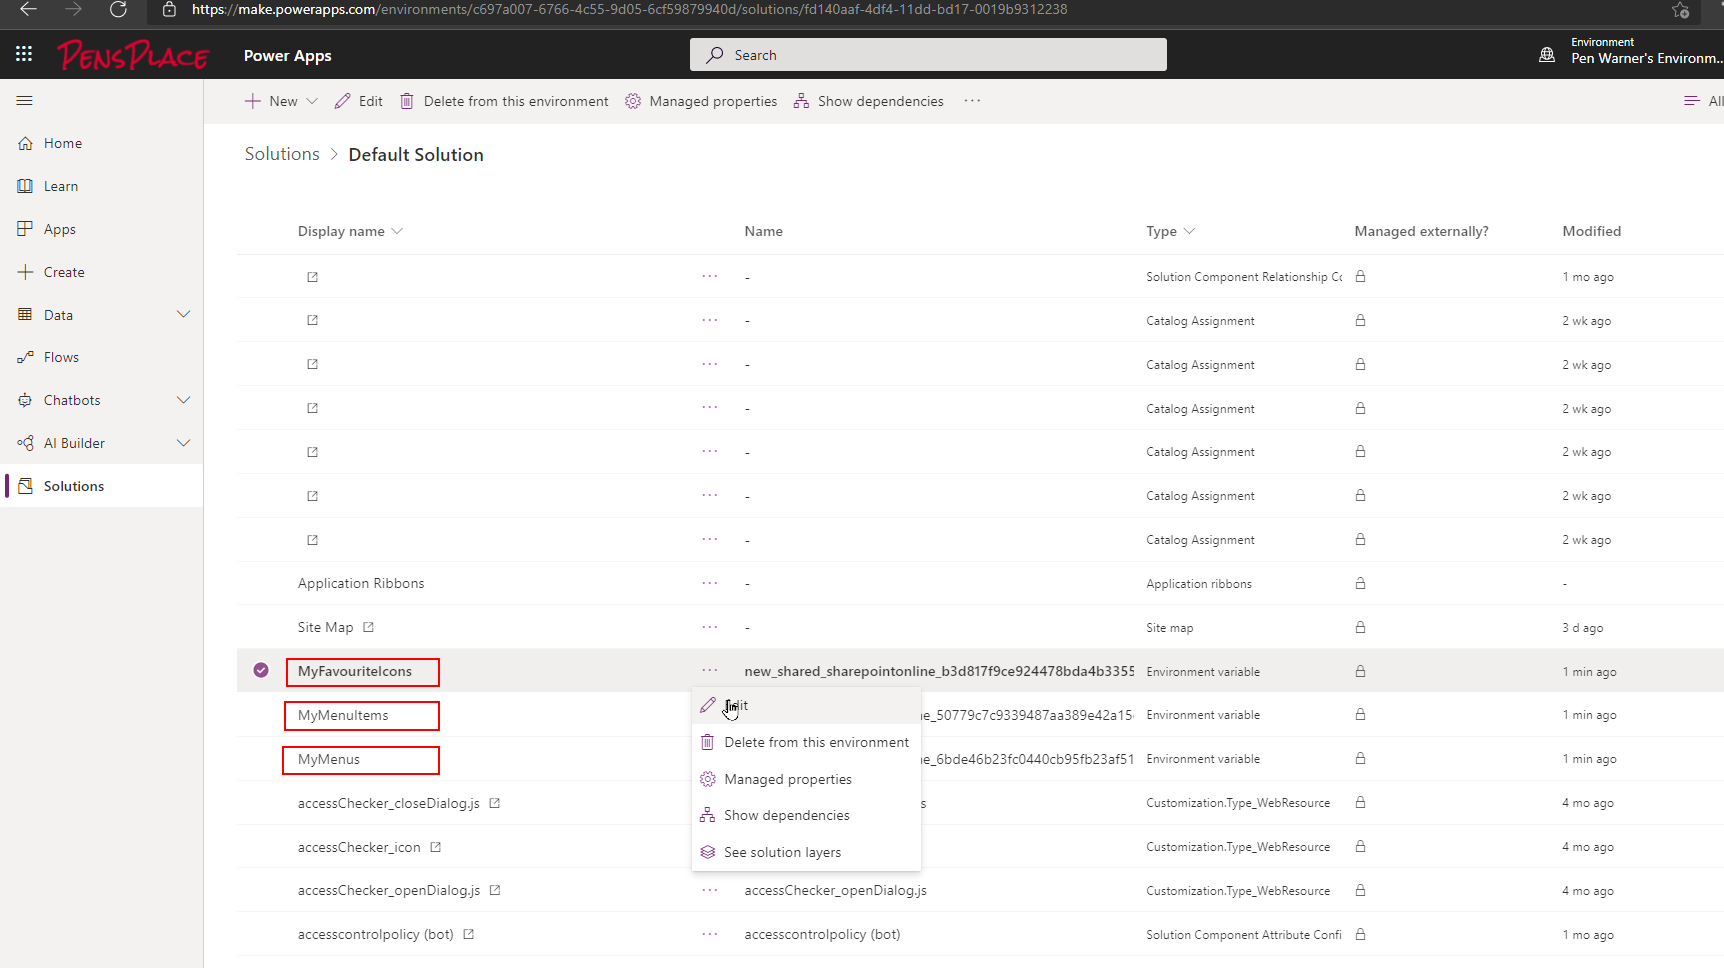 https://make.powerapps.com/environments/c697a007-6766-4c55-9d05-6cf59879940d/solutions/fd140aaf-4df4-11dd-bd17-0019b9312238
PENSPLACE Power Apps Search Environment
Pen Warner's Environm...
New Edit Delete from this environment Managed properties Show dependencies ··· All
Home
Learn
Apps
Create
Data
Flows
Chatbots
AI Builder
Solutions
Solutions > Default Solution
Display name Name Type Managed externally? Modified
··· - Solution Component Relationship Co 1 mo ago
··· - Catalog Assignment 2 wk ago
··· - Catalog Assignment 2 wk ago
··· - Catalog Assignment 2 wk ago
··· - Catalog Assignment 2 wk ago
··· - Catalog Assignment 2 wk ago
··· - Catalog Assignment 2 wk ago
Application Ribbons ··· - Application ribbons -
Site Map ··· - Site map 3 d ago
MyFavouriteIcons ··· new_shared_sharepointonline_b3d817f9ce924478bda4b3355 Environment variable 1 min ago
MyMenuItems ne_50779c7c9339487aa389e42a15 Environment variable 1 min ago
MyMenus ne_6bde46b23fc0440cb95fb23af51 Environment variable 1 min ago
accessChecker_closeDialog.js s Customization.Type_WebResource 4 mo ago
accessChecker_icon Customization.Type_WebResource 4 mo ago
accessChecker_openDialog.js ··· accessChecker_openDialog.js Customization.Type_WebResource 4 mo ago
accesscontrolpolicy (bot) ··· accesscontrolpolicy (bot) Solution Component Attribute Confi 1 mo ago
Edit
Delete from this environment
Managed properties
Show dependencies
See solution layers